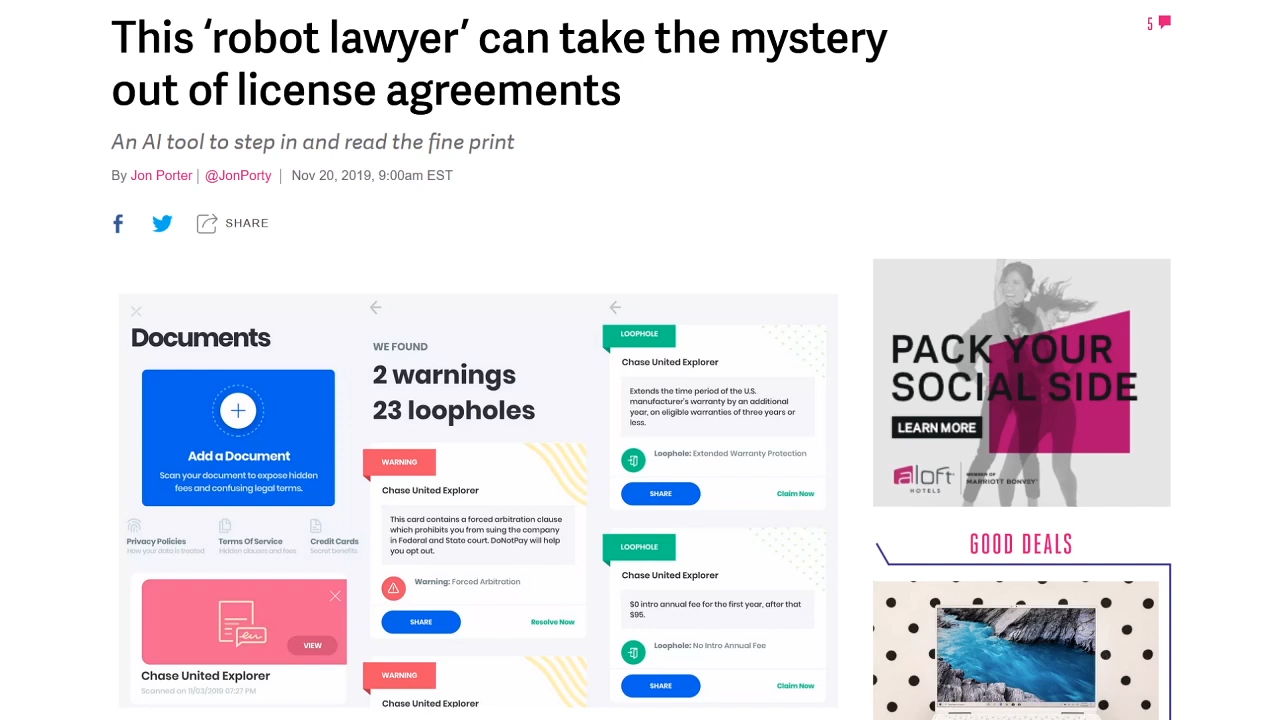 This ‘robot lawyer’ can take the mystery
out of license agreements
5
An AI tool to step in and read the fine print
By Jon Porter | @JonPorty | Nov 20, 2019, 9:00am EST
SHARE
Documents
Add a Document
Scan your document to expose hidden
fees and confusing legal terms.
Privacy Policies
How your data is treated
Terms Of Service
Hidden clauses and fees
Credit Cards
Secret benefits
en
VIEW
Chase United Explorer
Scanned on 11/03/2019 07:27 PM
WE FOUND
2 warnings
23 loopholes
WARNING
Chase United Explorer
This card contains a forced arbitration clause
which prohibits you from suing the company
in Federal and State court. DoNotPay will help
you opt out.
Warning: Forced Arbitration
SHARE
Resolve Now
WARNING
Chase United Explorer
LOOPHOLE
Chase United Explorer
Extends the time period of the U.S.
manufacturer's warranty by an additional
year, on eligible warranties of three years or
less.
Loophole: Extended Warranty Protection
SHARE
Claim Now
LOOPHOLE
Chase United Explorer
$0 intro annual fee for the first year, after that
$95.
Loophole: No Intro Annual Fee
SHARE
Claim Now
PACK YOUR
SOCIAL SIDE
LEARN MORE
aloft
HOTELS
MEMBER OF
MARRIOTT BONVOY
GOOD DEALS